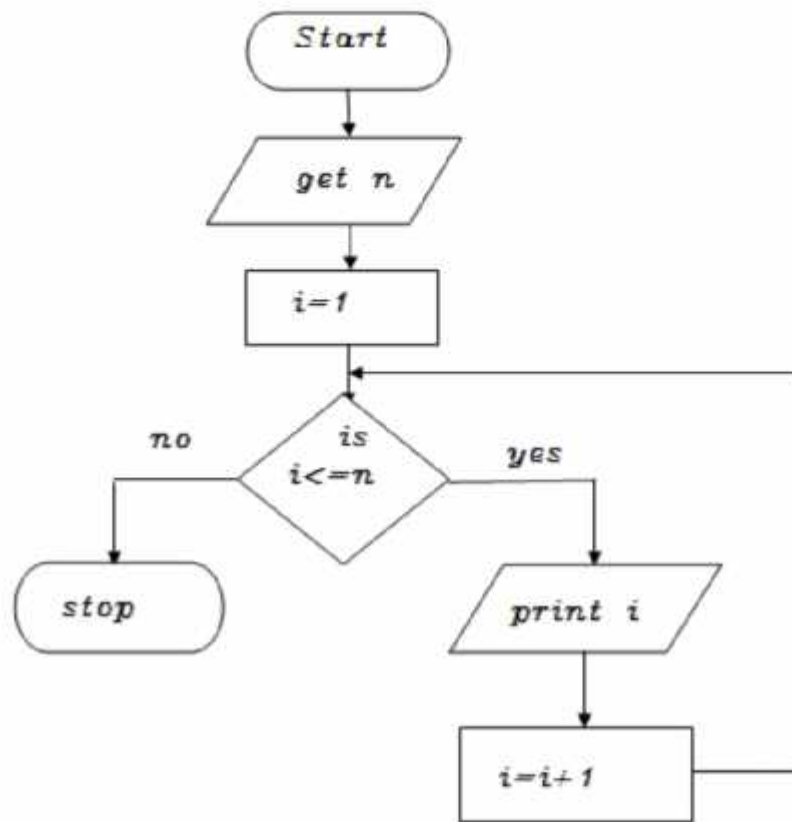 Start
get n
i=1
is
i<=n
no
yes
stop
print i
i=i+1